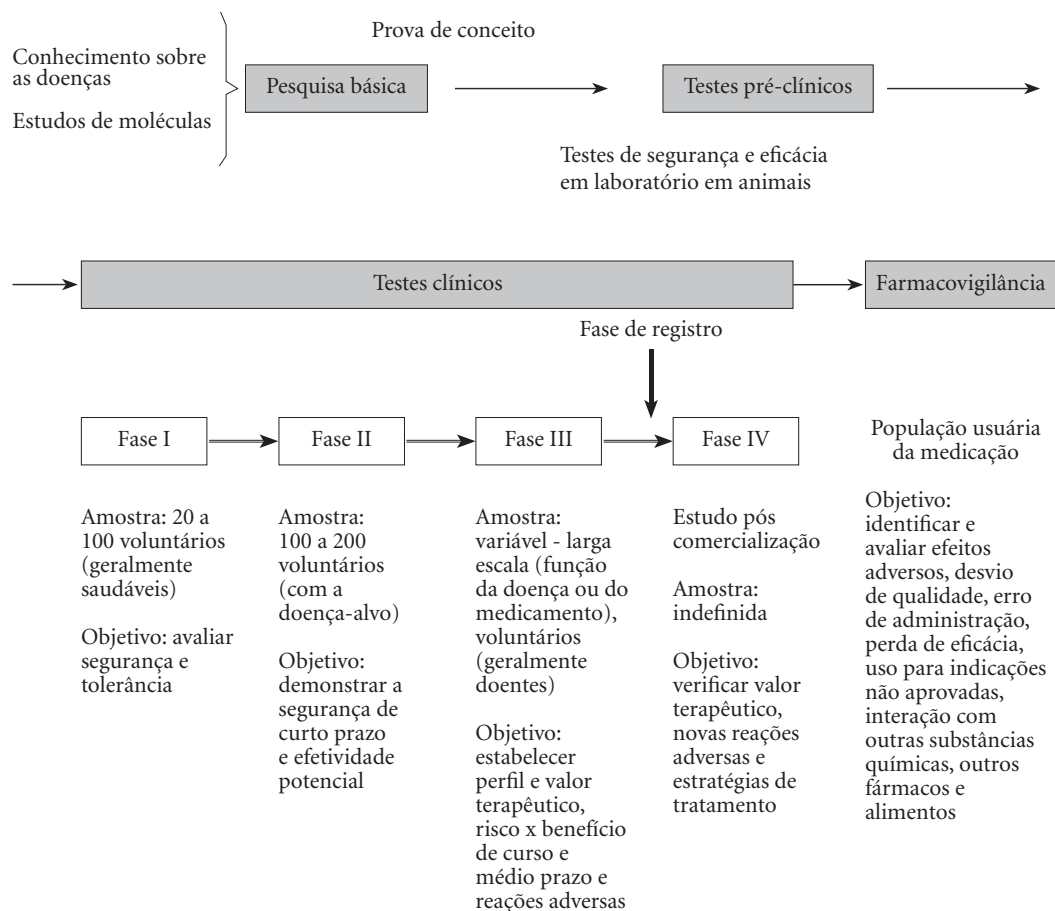 Conhecimento sobre
as doenças
Estudos de moléculas
Pesquisa básica
Prova de conceito
Testes pré-clínicos
Testes de segurança e eficácia
em laboratório em animais
Testes clínicos
Farmacovigilância
Fase de registro
Fase I
Fase II
Fase III
Fase IV
Amostra: 20 a
100 voluntários
(geralmente
saudáveis)
Objetivo: avaliar
segurança e
tolerância
Amostra:
100 a 200
voluntários
(com a
doença-alvo)
Objetivo:
demonstrar a
segurança de
curto prazo
e efetividade
potencial
Amostra:
variável - larga
escala (função
da doença ou do
medicamento),
voluntários
(geralmente
doentes)
Objetivo:
estabelecer
perfil e valor
terapêutico,
risco x benefício
de curso e
médio prazo e
reações adversas
Estudo pós
comercialização
Amostra:
indefinida
Objetivo:
verificar valor
terapêutico,
novas reações
adversas e
estratégias de
tratamento
População usuária
da medicação
Objetivo:
identificar e
avaliar efeitos
adversos, desvio
de qualidade, erro
de administração,
perda de eficácia,
uso para indicações
não aprovadas,
interação com
outras substâncias
químicas, outros
fármacos e
alimentos